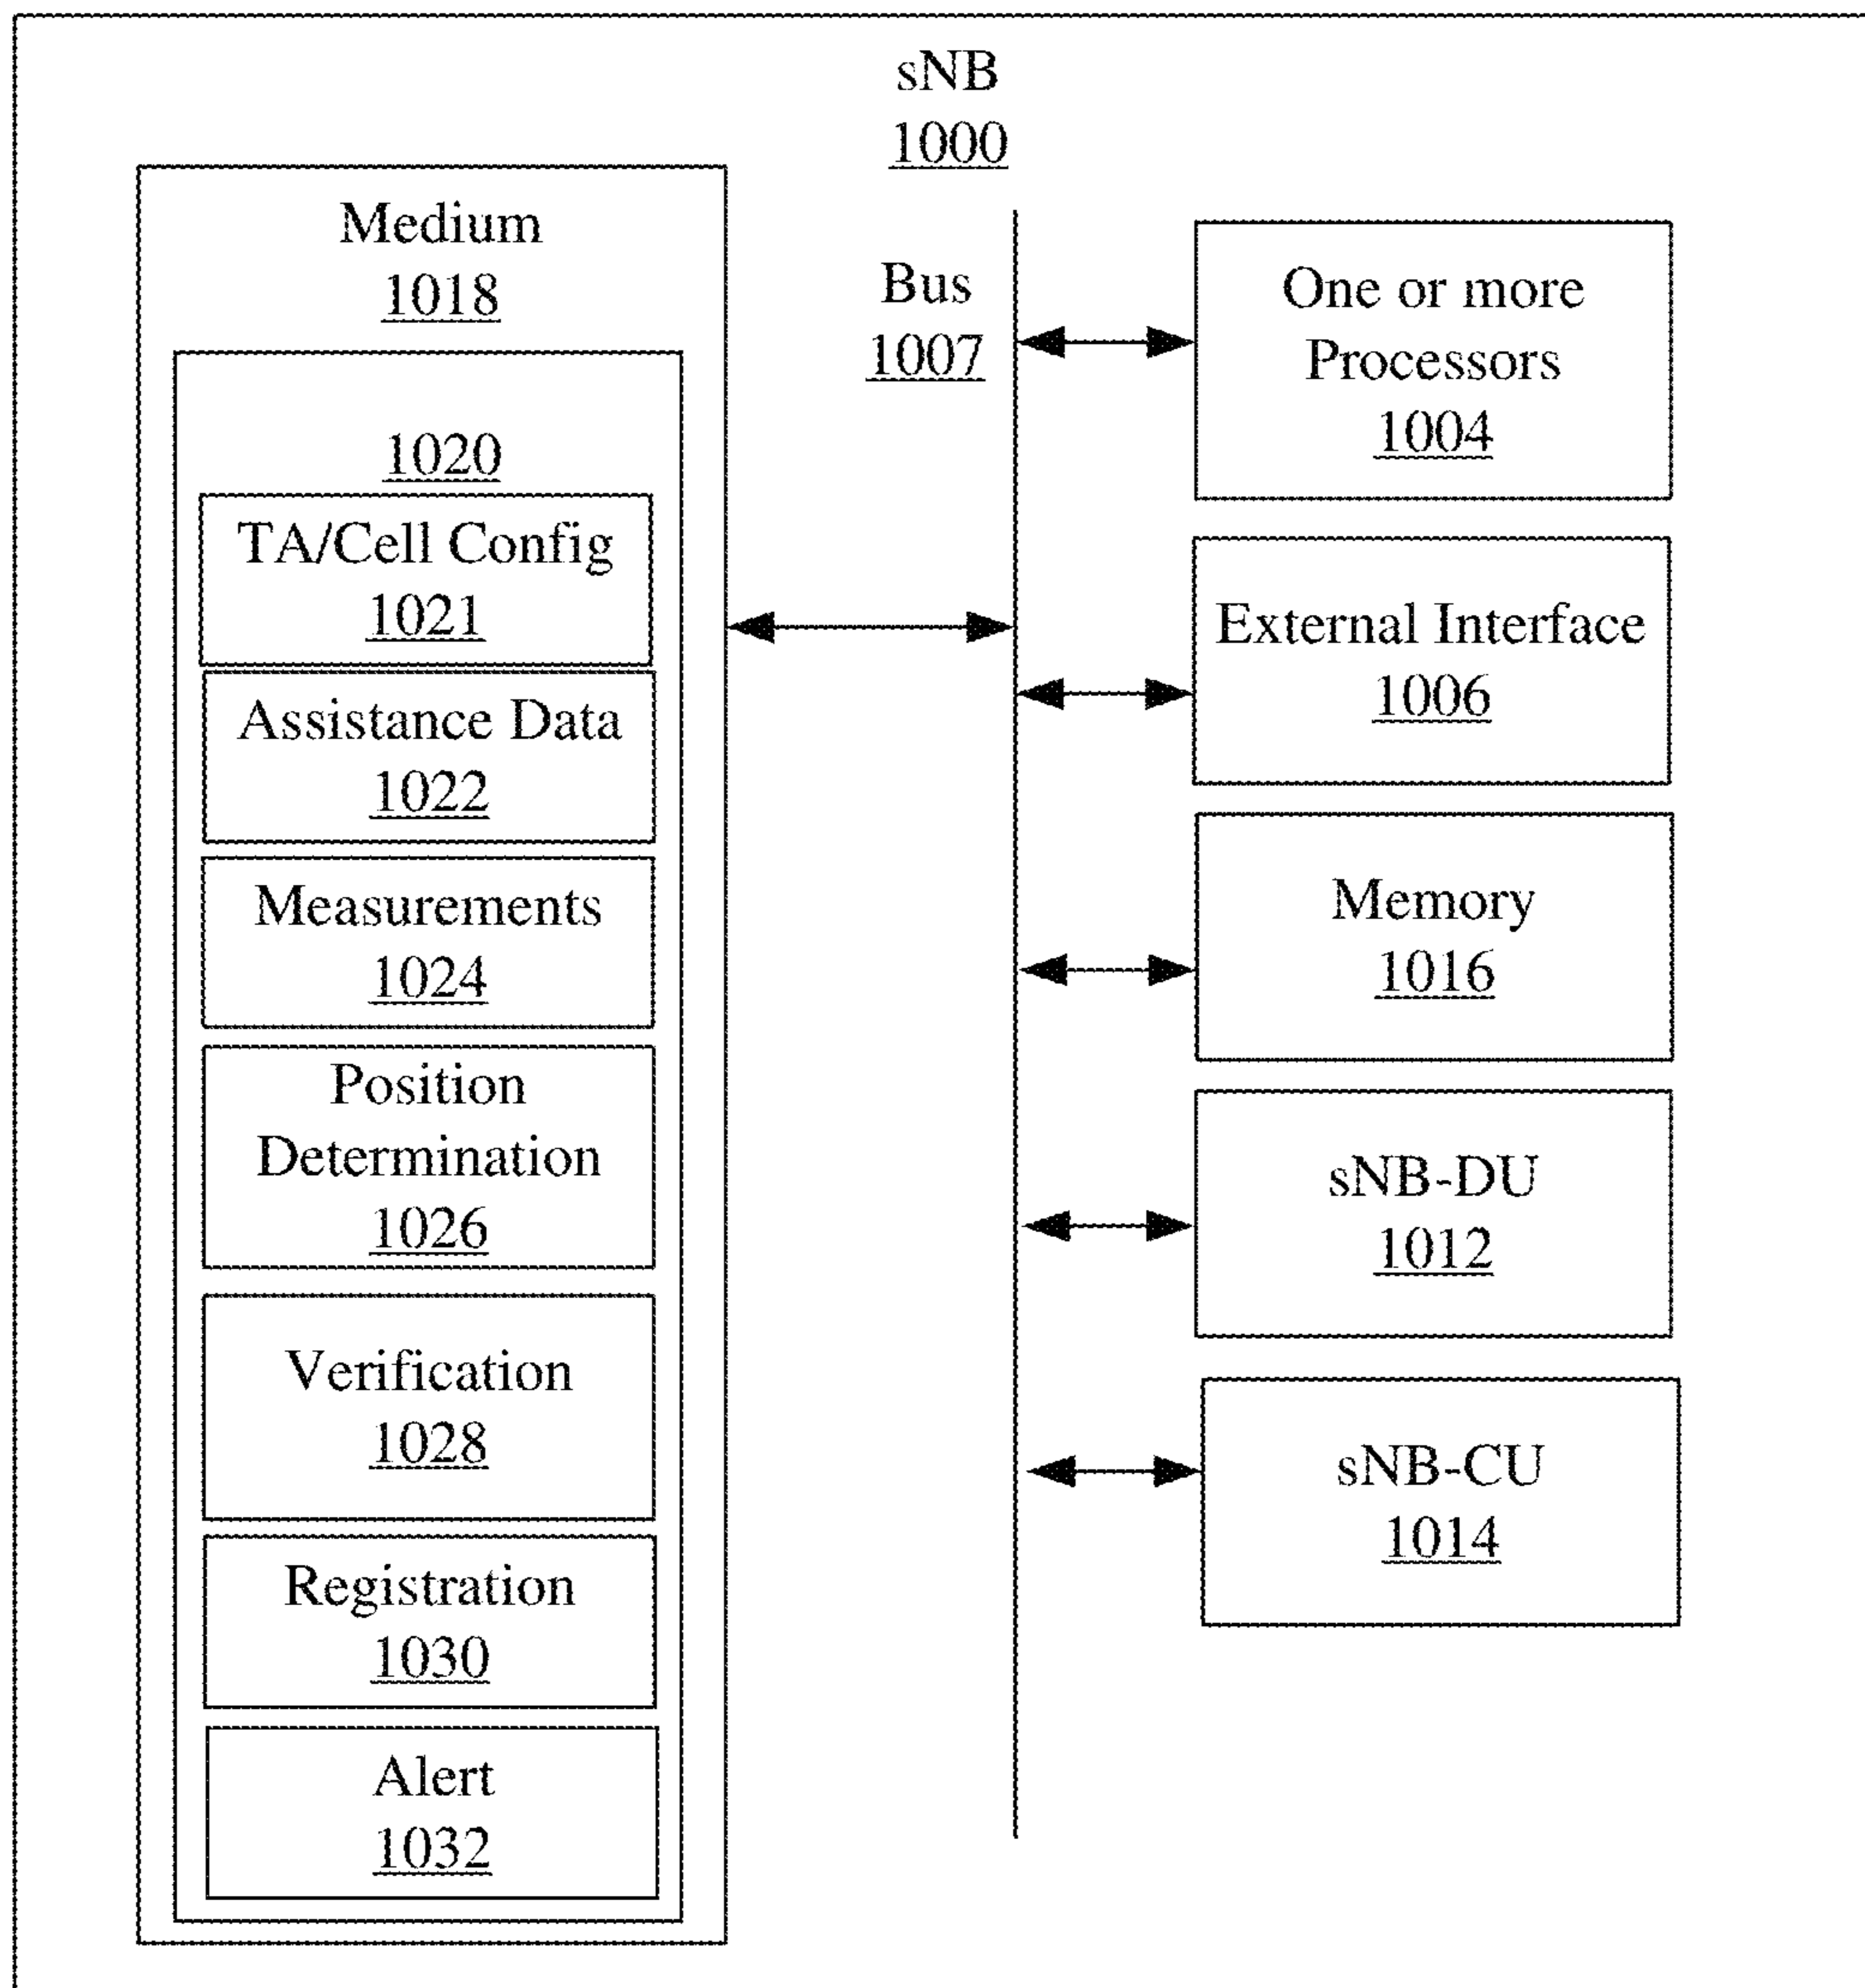 sNB
1000
Medium
1018
1020
TA/Cell Config
1021
Assistance Data
1022
Measurements
1024
Position
Determination
1026
Verification
1028
Registration
1030
Alert
1032
Bus
1007
One or more
Processors
1004
External Interface
1006
Memory
1016
sNB-DU
1012
sNB-CU
1014